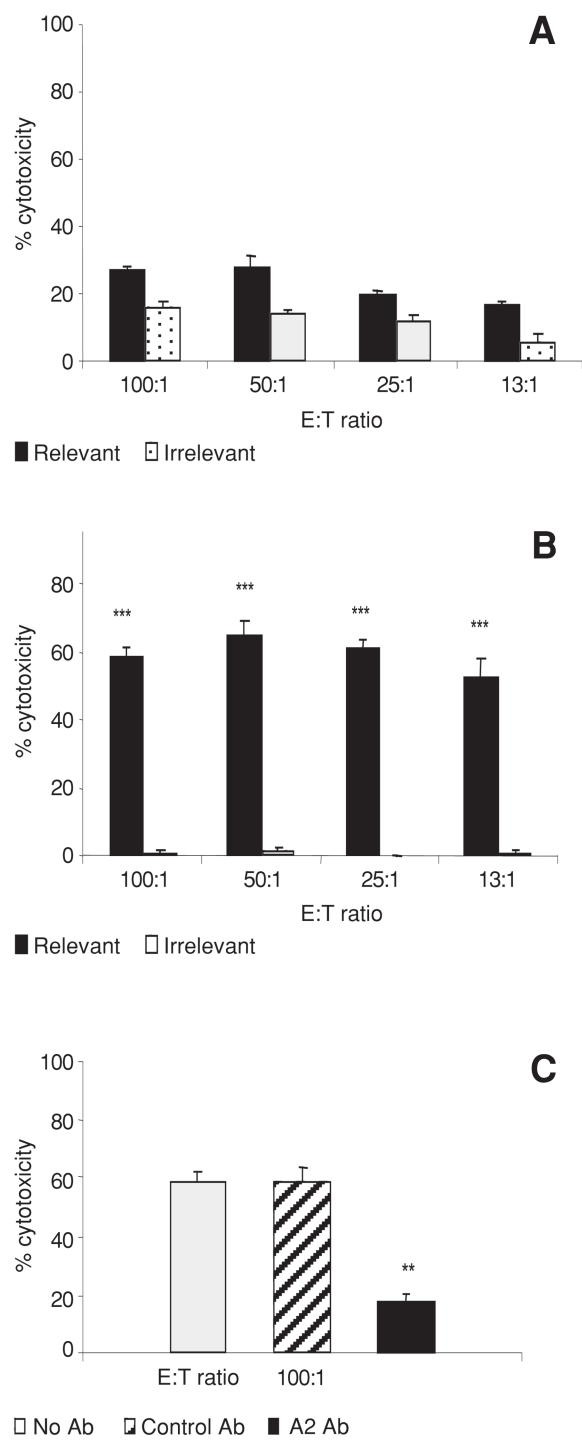 A
% cytotoxicity
100
80
60
40
20
0
100:1 50:1 25:1 13:1
E:T ratio
Relevant Irrelevant
B
% cytotoxicity
80
60
40
20
0
*** *** *** ***
100:1 50:1 25:1 13:1
E:T ratio
Relevant Irrelevant
C
% cytotoxicity
100
80
60
40
20
0
**
E:T ratio 100:1
No Ab Control Ab A2 Ab